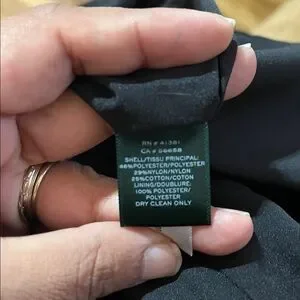 RN# 41381
CA# 56658
SHELL/TISSU PRINCIPAL:
46%POLYESTER/POLYESTER
29%NYLON/NYLON
25%COTTON/COTTON
LINING/DOUBLURE:
100% POLYESTER/
POLYESTER
DRY CLEAN ONLY